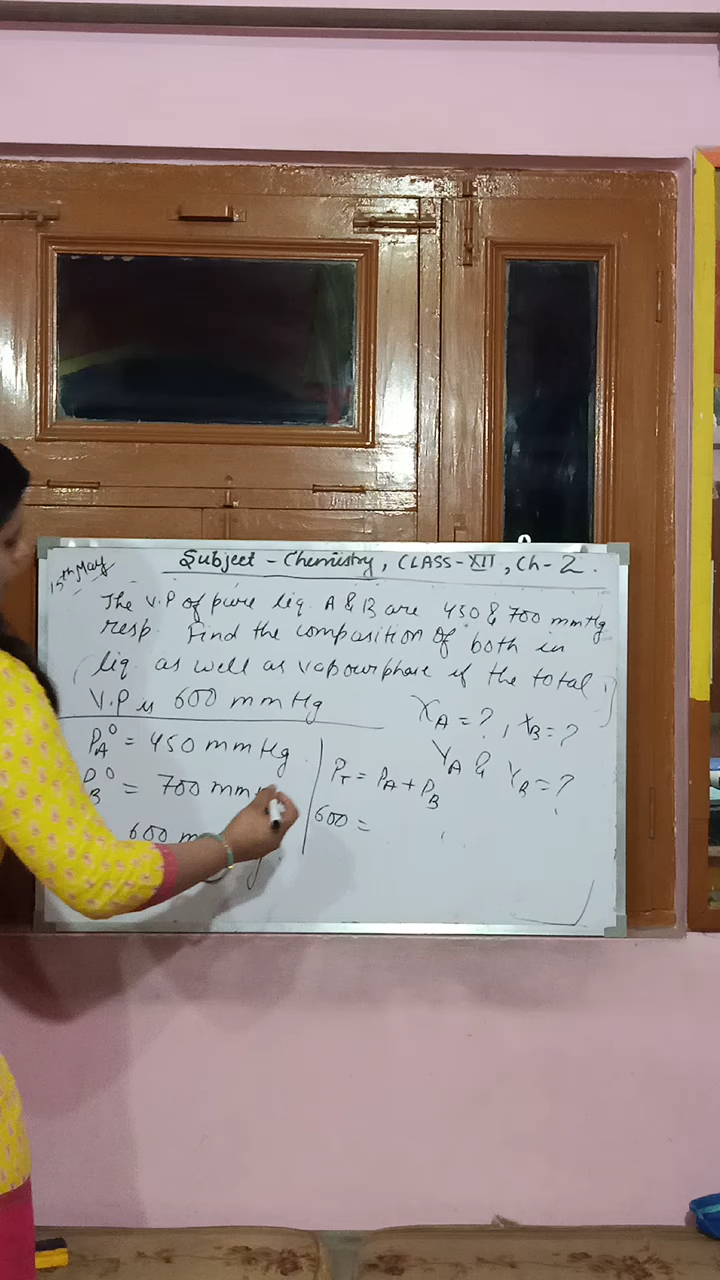 Subject - Chemistry, CLASS-XII, Ch-2.
15th May
The V.P of pure liq. A & B are 450 & 700 mmHg
resp. Find the composition of both in
liq. as well as vapour phase if the total
V.P is 600 mmHg
XA = ?, XB = ?
YA & YB = ?
PA° = 450 mmHg
PB° = 700 mm
600 m
PT = PA + PB
600 =